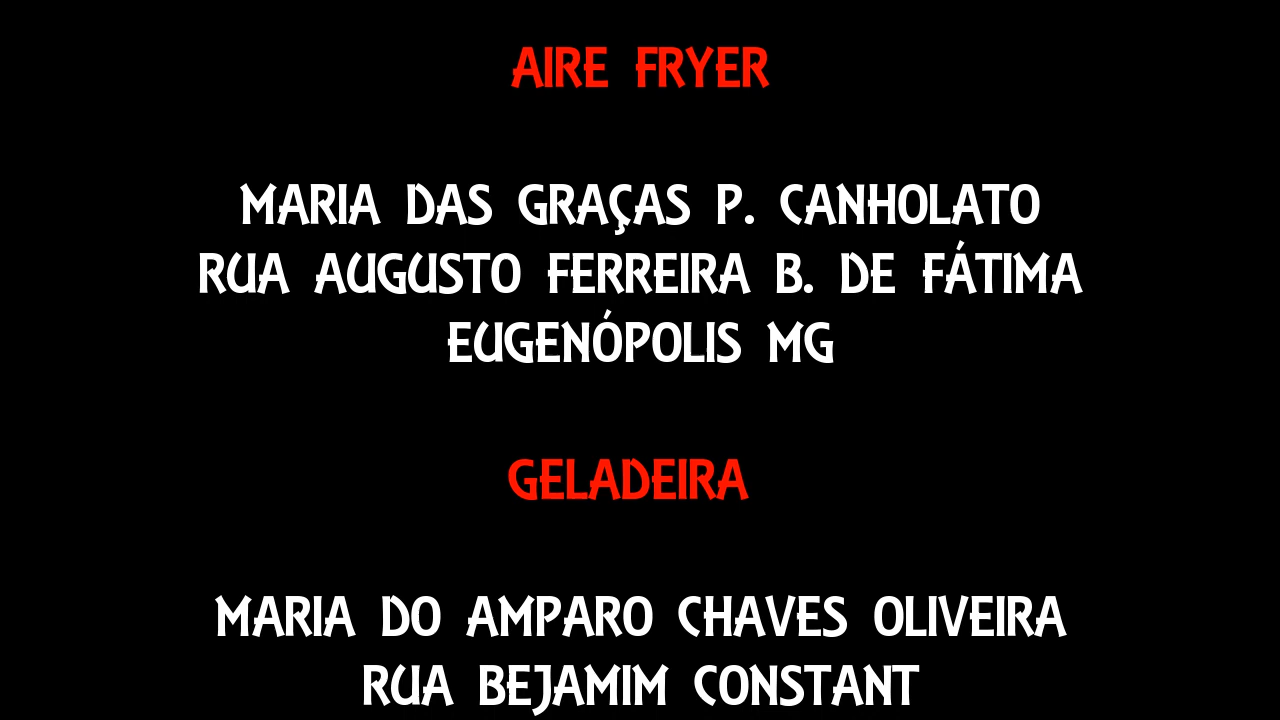 AIRE FRYER
MARIA DAS GRAÇAS P. CANHOLATO
RUA AUGUSTO FERREIRA B. DE FÁTIMA
EUGENÓPOLIS MG
GELADEIRA
MARIA DO AMPARO CHAVES OLIVEIRA
RUA BEJAMIM CONSTANT